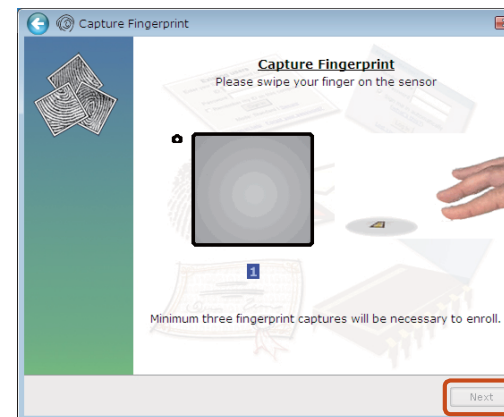 Capture Fingerprint
Capture Fingerprint
Please swipe your finger on the sensor
1
Minimum three fingerprint captures will be necessary to enroll.
Next